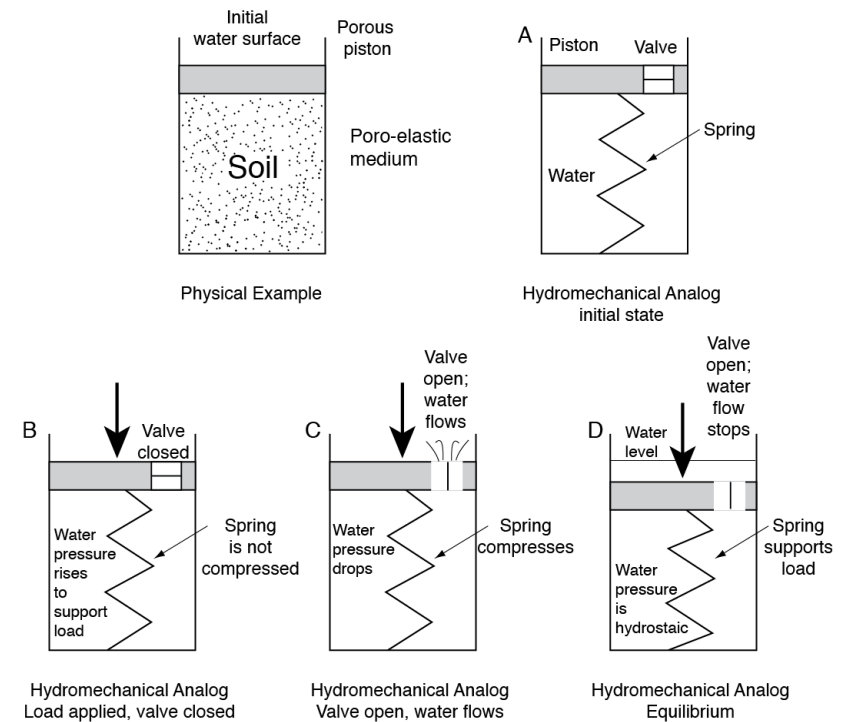 Initial
water surface
Porous
piston
Soil
Poro-elastic
medium
Physical Example
A
Piston
Valve
Spring
Water
Hydromechanical Analog
initial state
B
Valve
closed
Water
pressure
rises
to
support
load
Spring
is not
compressed
Hydromechanical Analog
Load applied, valve closed
C
Valve
open;
water
flows
Water
pressure
drops
Spring
compresses
Hydromechanical Analog
Valve open, water flows
D
Water
level
Valve
open;
water
flow
stops
Water
pressure
is
hydrostaic
Spring
supports
load
Hydromechanical Analog
Equilibrium